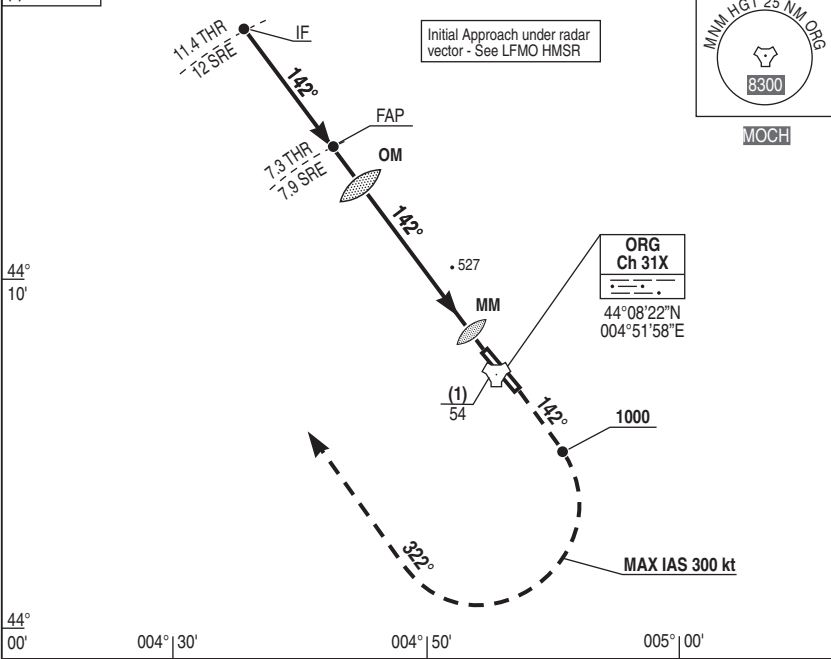 11.4 THR
12 SRE
IF
Initial Approach under radar
vector - See LFMO HMSR
MNM HGT 25 NM ORG
8300
MOCH
142°
FAP
7.3 THR
7.9 SRE
OM
142°
527
44°
10'
ORG
Ch 31X
44°08'22"N
004°51'58"E
MM
(1)
54
142°
1000
322°
MAX IAS 300 kt
44°
00'
004° 30'
004° 50'
005° 00'